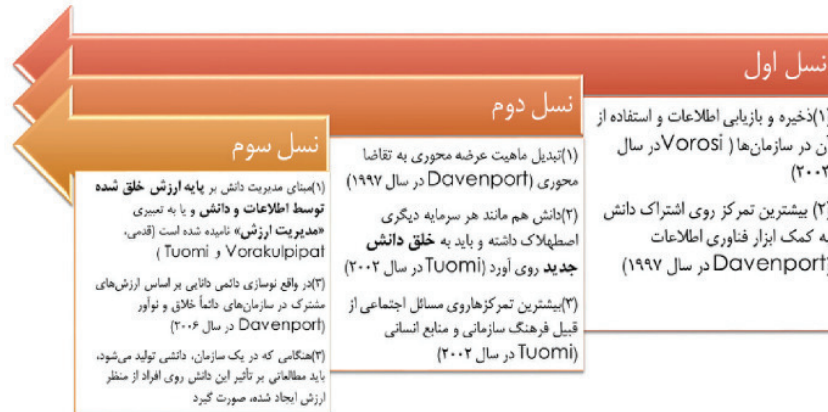 نسل اول
(۱)ذخیره و بازیابی اطلاعات و استفاده از
آن در سازمان‌ها ( Vorosi در سال
۲۰۰۲)
(۲) بیشترین تمرکز روی اشتراک دانش
به کمک ابزار فناوری اطلاعات
(Davenport در سال ۱۹۹۷)
نسل دوم
(۱)تبدیل ماهیت عرضه محوری به تقاضا
محوری (Davenport در سال ۱۹۹۷)
(۲)دانش هم مانند هر سرمایه دیگری
اصطهلاک داشته و باید به خلق دانش
جدید روی آورد (Tuomi در سال ۲۰۰۲)
(۳)بیشترین تمرکزهاروی مسائل اجتماعی از
قبیل فرهنگ سازمانی و منابع انسانی
(Tuomi در سال ۲۰۰۲)
نسل سوم
(۱)مبنای مدیریت دانش بر پایه ارزش خلق شده
توسط اطلاعات و دانش و یا به تعبیری
«مدیریت ارزش» نامیده شده است (قدمی،
Vorakulpipat و Tuomi )
(۳)در واقع نوسازی دائمی دانایی بر اساس ارزش‌های
مشترک در سازمان‌های دائماً خلاق و نوآور
(Davenport در سال ۲۰۰۶)
(۳)هنگامی که در یک سازمان، دانشی تولید می‌شود،
باید مطالعاتی بر تأثیر این دانش روی افراد از منظر
ارزش ایجاد شده، صورت گیرد